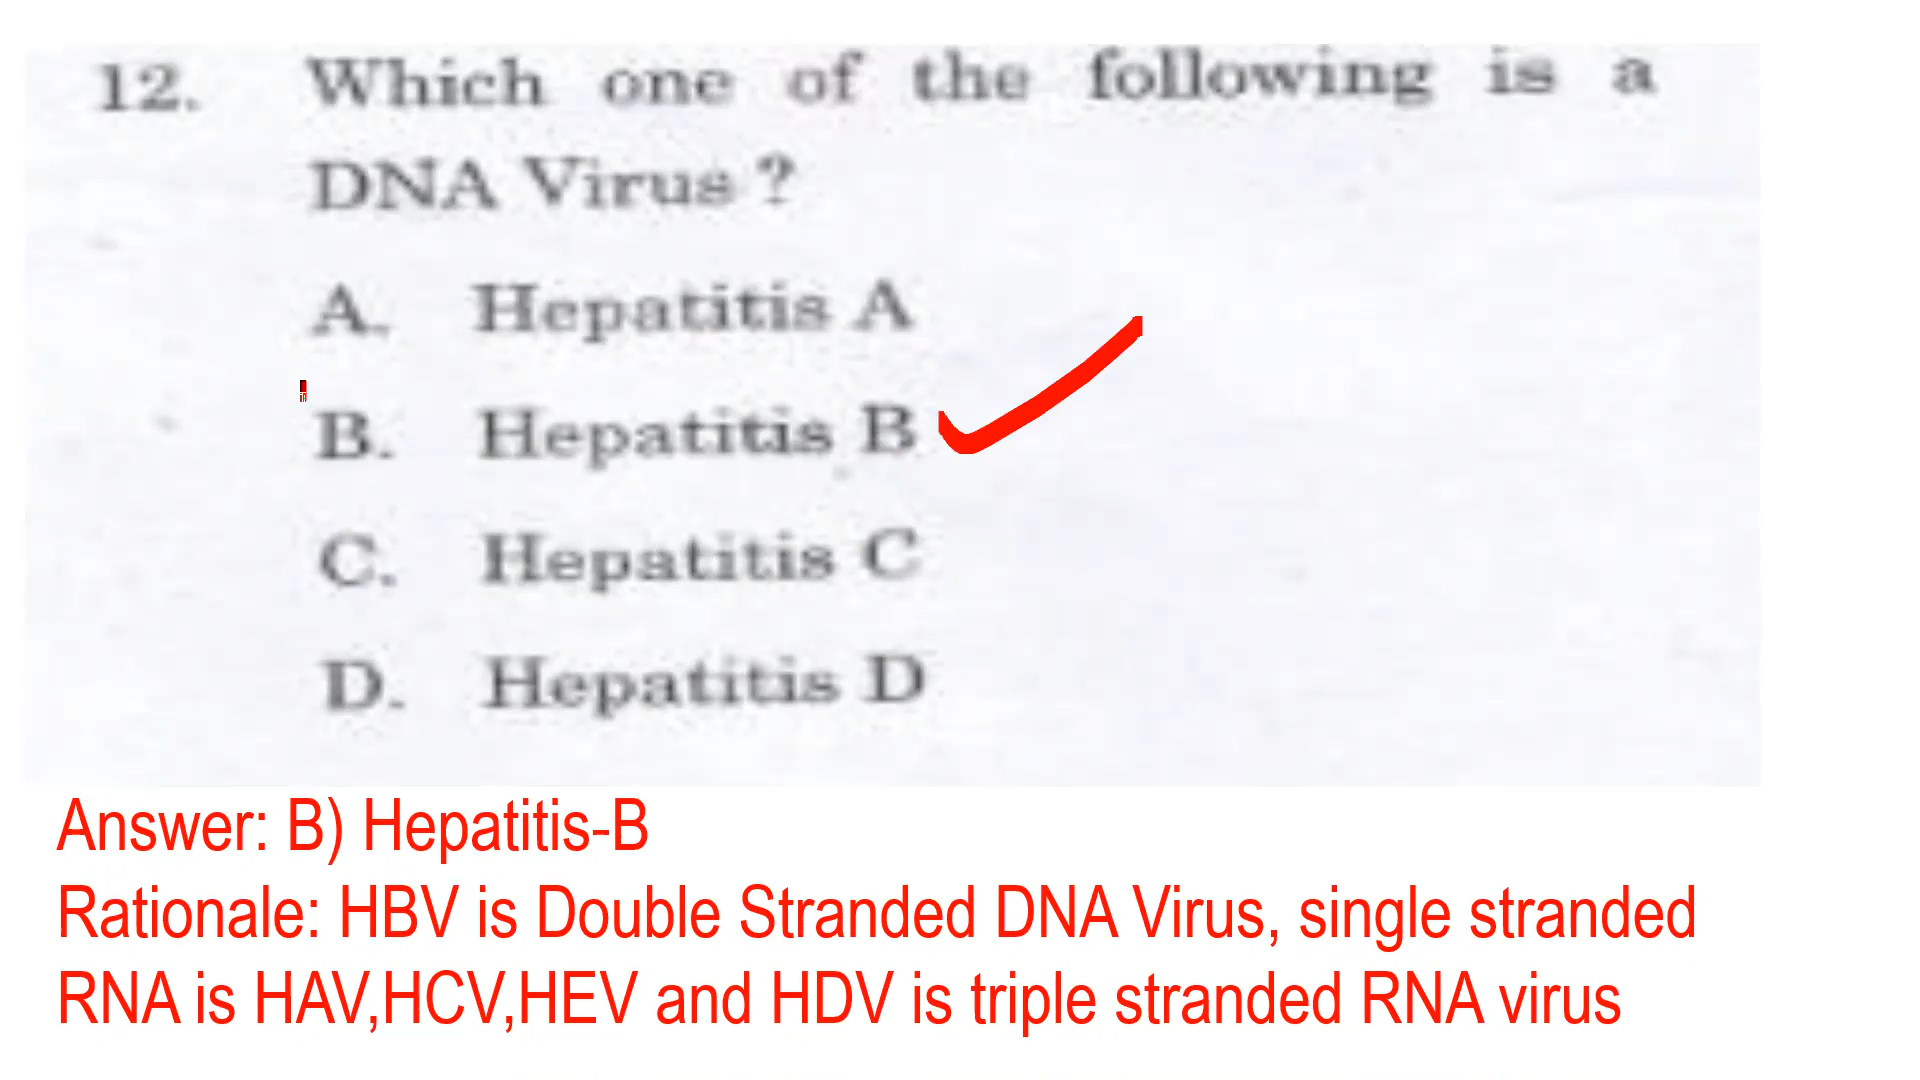 12. Which one of the following is a
DNA Virus ?
A. Hepatitis A
B. Hepatitis B
C. Hepatitis C
D. Hepatitis D
Answer: B) Hepatitis-B
Rationale: HBV is Double Stranded DNA Virus, single stranded
RNA is HAV,HCV,HEV and HDV is triple stranded RNA virus